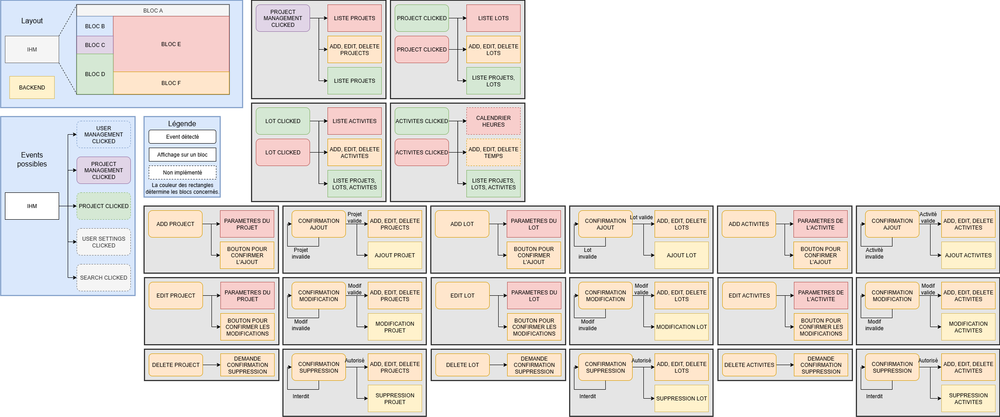 Layout
IHM
BACKEND
BLOC A
BLOC B
BLOC C
BLOC D
BLOC E
BLOC F
PROJECT
MANAGEMENT
CLICKED
LISTE PROJETS
ADD, EDIT, DELETE
PROJECTS
LISTE PROJETS
PROJECT CLICKED
PROJECT CLICKED
LISTE LOTS
ADD, EDIT, DELETE
LOTS
LISTE PROJETS,
LOTS
LOT CLICKED
LOT CLICKED
LISTE ACTIVITES
ADD, EDIT, DELETE
ACTIVITES
LISTE PROJETS,
LOTS, ACTIVITES
ACTIVITES CLICKED
ACTIVITES CLICKED
CALENDRIER
HEURES
ADD, EDIT, DELETE
TEMPS
LISTE PROJETS,
LOTS, ACTIVITES
Events
possibles
IHM
USER
MANAGEMENT
CLICKED
PROJECT
MANAGEMENT
CLICKED
PROJECT CLICKED
USER SETTINGS
CLICKED
SEARCH CLICKED
Légende
Event détecté
Affichage sur un bloc
Non implémenté
La couleur des rectangles
détermine les blocs concernés.
ADD PROJECT
PARAMETRES DU
PROJET
BOUTON POUR
CONFIRMER
L'AJOUT
CONFIRMATION
AJOUT
Projet
valide
Projet
invalide
ADD, EDIT, DELETE
PROJECTS
AJOUT PROJET
ADD LOT
PARAMETRES DU
LOT
BOUTON POUR
CONFIRMER
L'AJOUT
CONFIRMATION
AJOUT
Lot valide
Lot
invalide
ADD, EDIT, DELETE
LOTS
AJOUT LOT
ADD ACTIVITES
PARAMETRES DE
L'ACTIVITE
BOUTON POUR
CONFIRMER
L'AJOUT
CONFIRMATION
AJOUT
Activité
valide
Activité
invalide
ADD, EDIT, DELETE
ACTIVITES
AJOUT ACTIVITES
EDIT PROJECT
PARAMETRES DU
PROJET
BOUTON POUR
CONFIRMER LES
MODIFICATIONS
CONFIRMATION
MODIFICATION
Modif
valide
Modif
invalide
ADD, EDIT, DELETE
PROJECTS
MODIFICATION
PROJET
EDIT LOT
PARAMETRES DU
LOT
BOUTON POUR
CONFIRMER LES
MODIFICATIONS
CONFIRMATION
MODIFICATION
Modif
valide
Modif
invalide
ADD, EDIT, DELETE
LOTS
MODIFICATION LOT
EDIT ACTIVITES
PARAMETRES DE
L'ACTIVITE
BOUTON POUR
CONFIRMER LES
MODIFICATIONS
CONFIRMATION
MODIFICATION
Modif
valide
Modif
invalide
ADD, EDIT, DELETE
ACTIVITES
MODIFICATION
ACTIVITES
DELETE PROJECT
DEMANDE
CONFIRMATION
SUPPRESSION
CONFIRMATION
SUPPRESSION
Autorisé
Interdit
ADD, EDIT, DELETE
PROJECTS
SUPPRESSION
PROJET
DELETE LOT
DEMANDE
CONFIRMATION
SUPPRESSION
CONFIRMATION
SUPPRESSION
Autorisé
Interdit
ADD, EDIT, DELETE
LOTS
SUPPRESSION LOT
DELETE ACTIVITES
DEMANDE
CONFIRMATION
SUPPRESSION
CONFIRMATION
SUPPRESSION
Autorisé
Interdit
ADD, EDIT, DELETE
ACTIVITES
SUPPRESSION
ACTIVITES